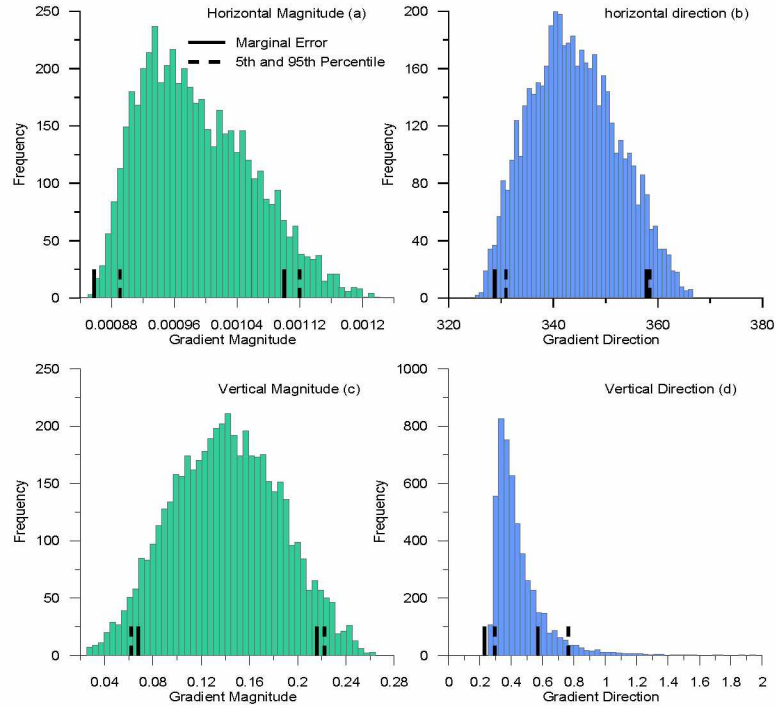 Horizontal Magnitude (a)
Marginal Error
5th and 95th Percentile
Frequency
250
200
150
100
50
0
0.00088 0.00096 0.00104 0.00112 0.0012
Gradient Magnitude
horizontal direction (b)
Frequency
200
160
120
80
40
0
320 340 360 380
Gradient Direction
Vertical Magnitude (c)
Frequency
250
200
150
100
50
0
0.04 0.08 0.12 0.16 0.20 0.24 0.28
Gradient Magnitude
Vertical Direction (d)
Frequency
1000
800
600
400
200
0
0 0.2 0.4 0.6 0.8 1 1.2 1.4 1.6 1.8 2
Gradient Direction